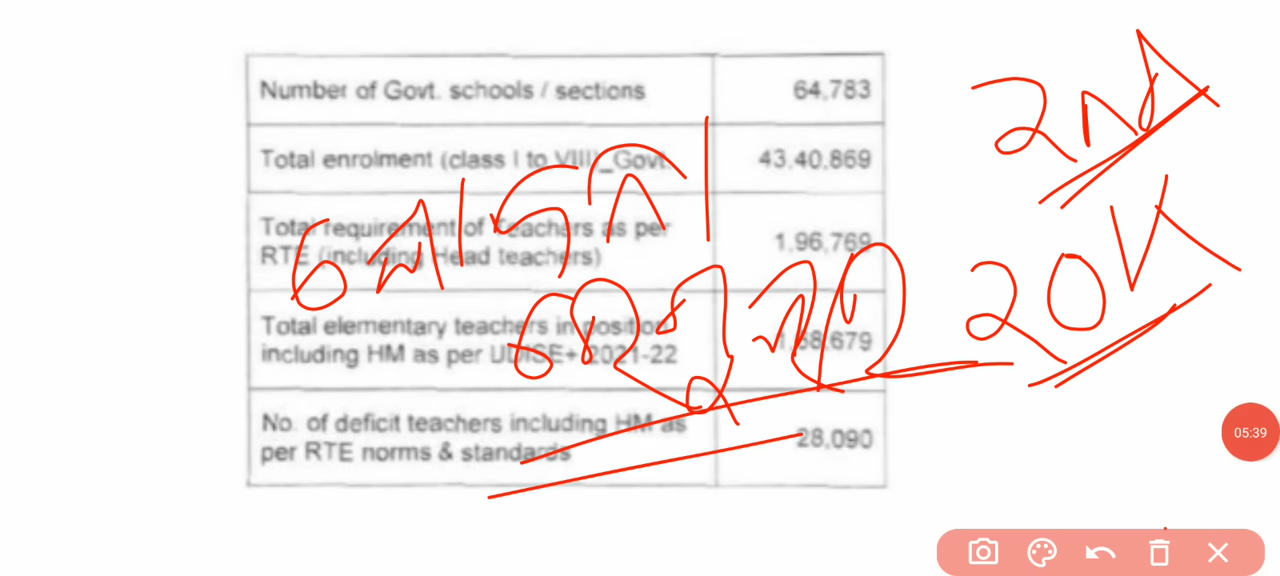 Number of Govt. schools / sections 64,783
Total enrolment (class I to VIII)_Govt. 43,40,869
Total requirement of Teachers as per
RTE (including Head teachers) 1,96,769
Total elementary teachers in position
including HM as per UDISE+ 2021-22 1,68,679
No. of deficit teachers including HM as
per RTE norms & standards 28,090
2nd
20K
05:39